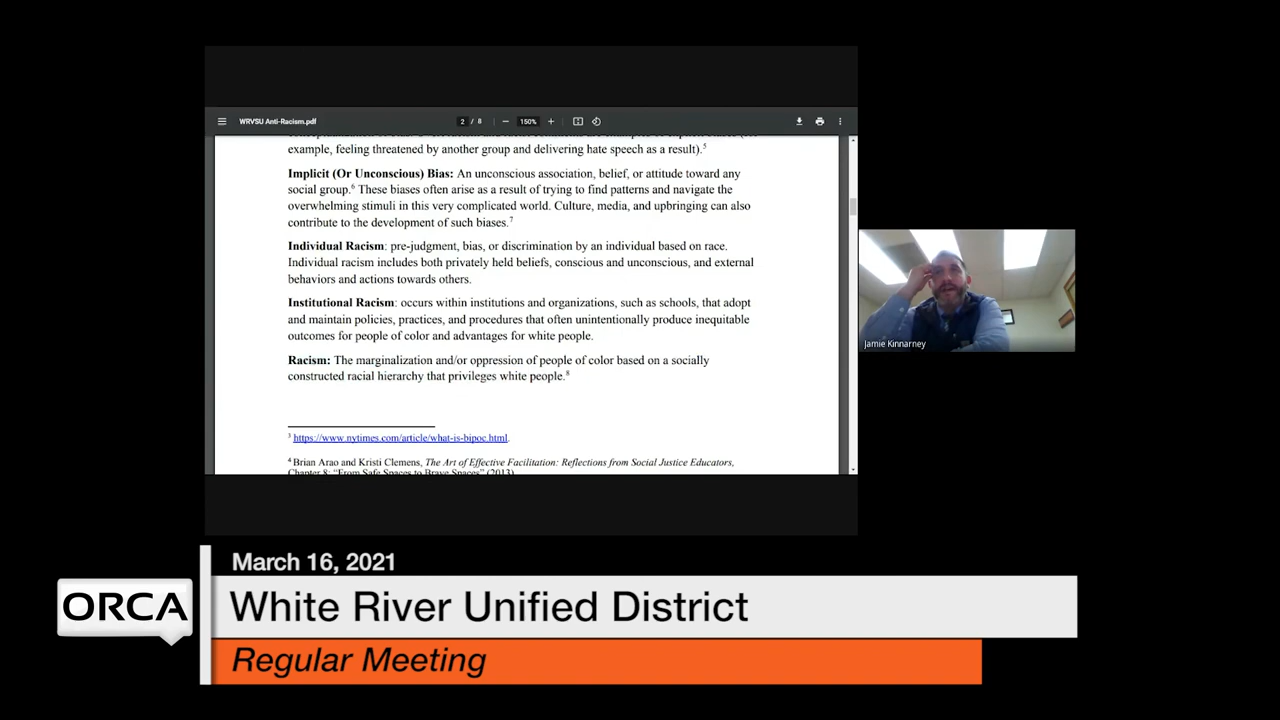 WRVSU Anti-Racism.pdf
2 / 8
150%
example, feeling threatened by another group and delivering hate speech as a result).5
Implicit (Or Unconscious) Bias: An unconscious association, belief, or attitude toward any
social group.6 These biases often arise as a result of trying to find patterns and navigate the
overwhelming stimuli in this very complicated world. Culture, media, and upbringing can also
contribute to the development of such biases.7
Individual Racism: pre-judgment, bias, or discrimination by an individual based on race.
Individual racism includes both privately held beliefs, conscious and unconscious, and external
behaviors and actions towards others.
Institutional Racism: occurs within institutions and organizations, such as schools, that adopt
and maintain policies, practices, and procedures that often unintentionally produce inequitable
outcomes for people of color and advantages for white people.
Racism: The marginalization and/or oppression of people of color based on a socially
constructed racial hierarchy that privileges white people.8
3 https://www.nytimes.com/article/what-is-bipoc.html.
4 Brian Arao and Kristi Clemens, The Art of Effective Facilitation: Reflections from Social Justice Educators,
Chapter 8: “From Safe Spaces to Brave Spaces” (2013)
Jamie Kinnarney
March 16, 2021
ORCA
White River Unified District
Regular Meeting